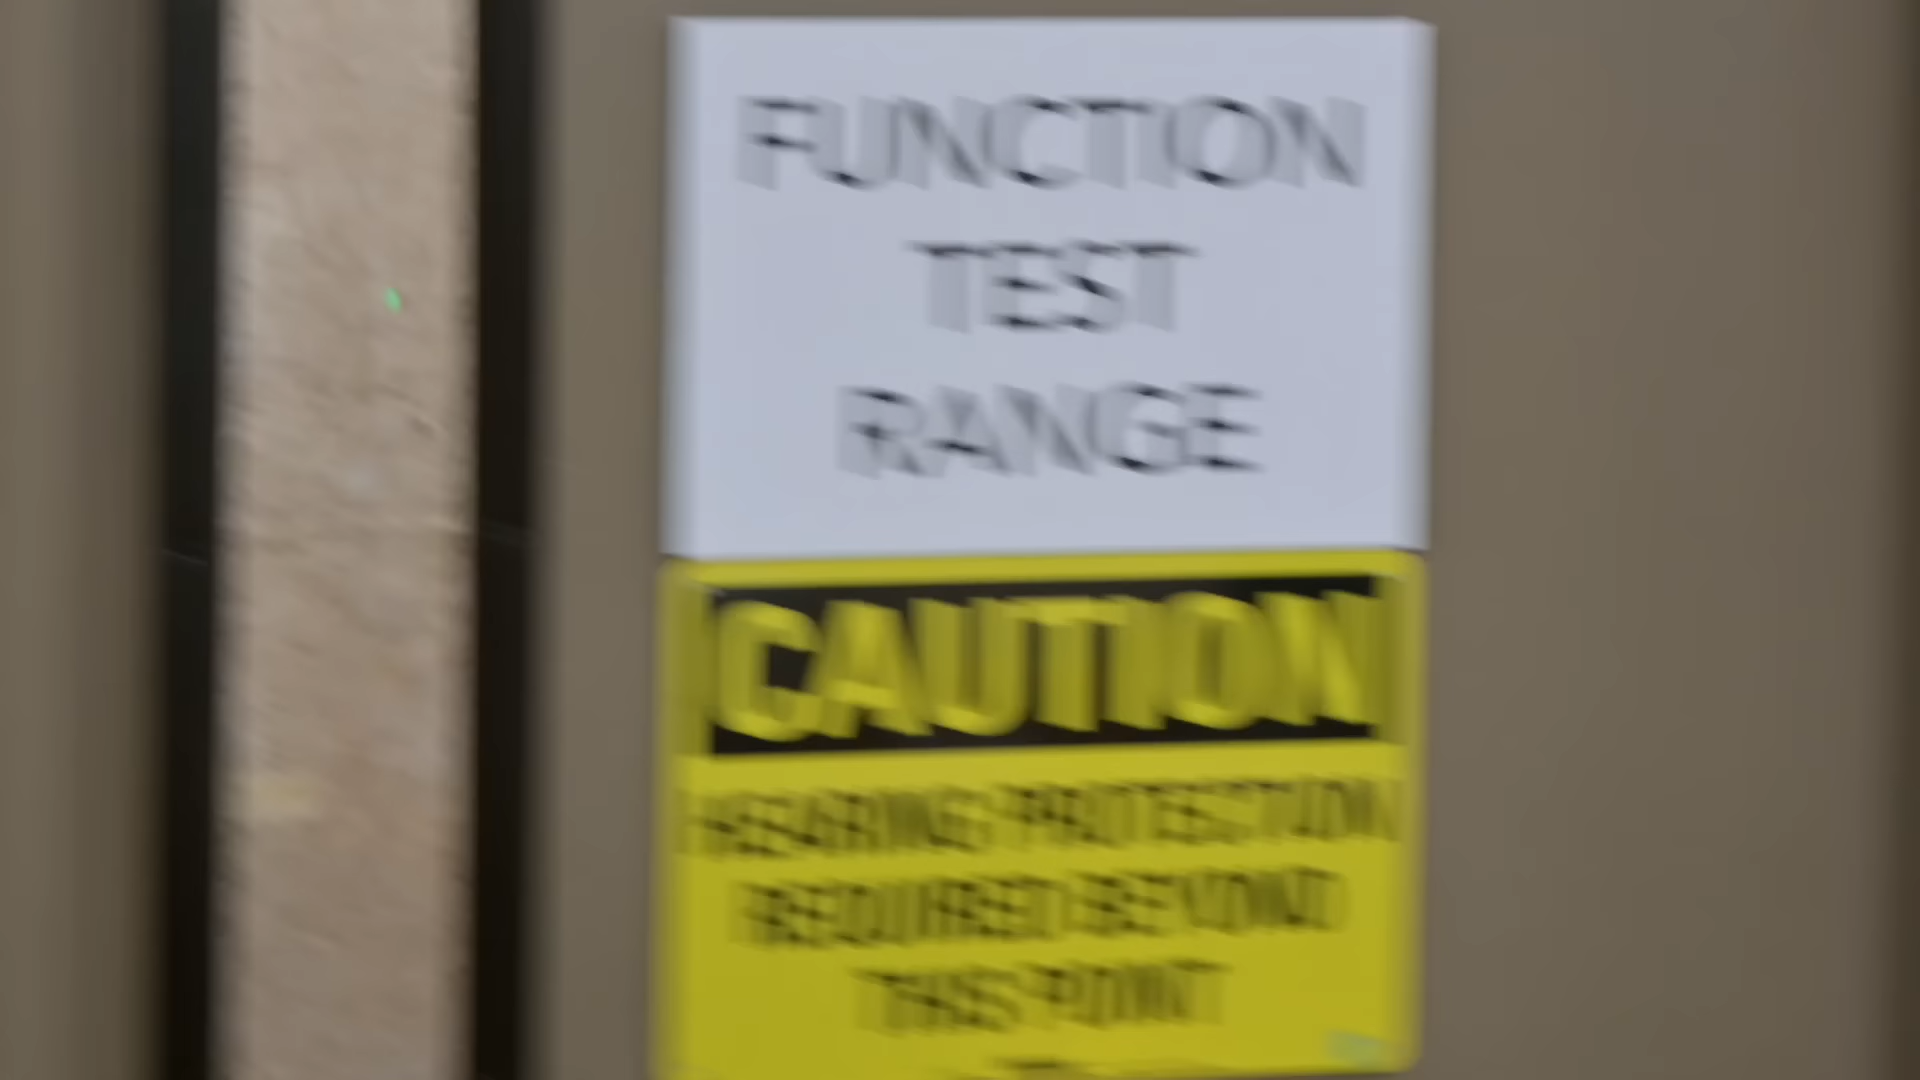 FUNCTION
TEST
RANGE
CAUTION
HEARING PROTECTION
REQUIRED BEYOND
THIS POINT